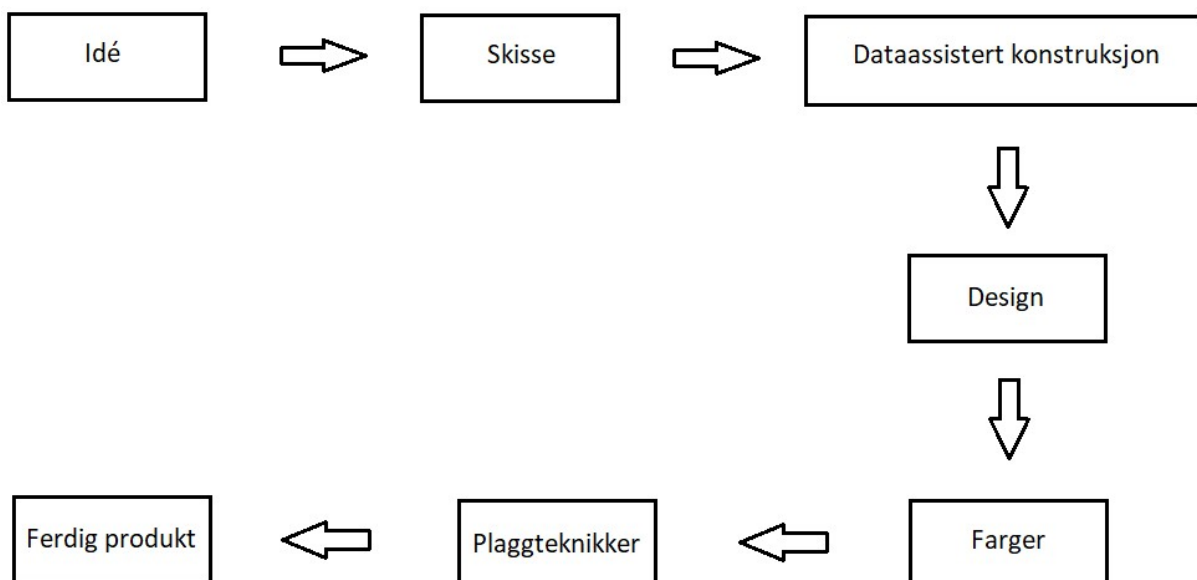 Idé
Skisse
Dataassistert konstruksjon
Design
Farger
Plaggteknikker
Ferdig produkt